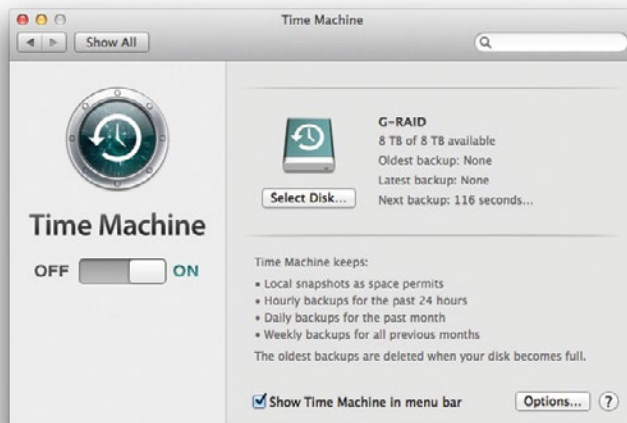 Time Machine
Show All
Time Machine
OFF ON
G-RAID
8 TB of 8 TB available
Oldest backup: None
Latest backup: None
Next backup: 116 seconds...
Select Disk...
Time Machine keeps:
• Local snapshots as space permits
• Hourly backups for the past 24 hours
• Daily backups for the past month
• Weekly backups for all previous months
The oldest backups are deleted when your disk becomes full.
Show Time Machine in menu bar
Options... ?